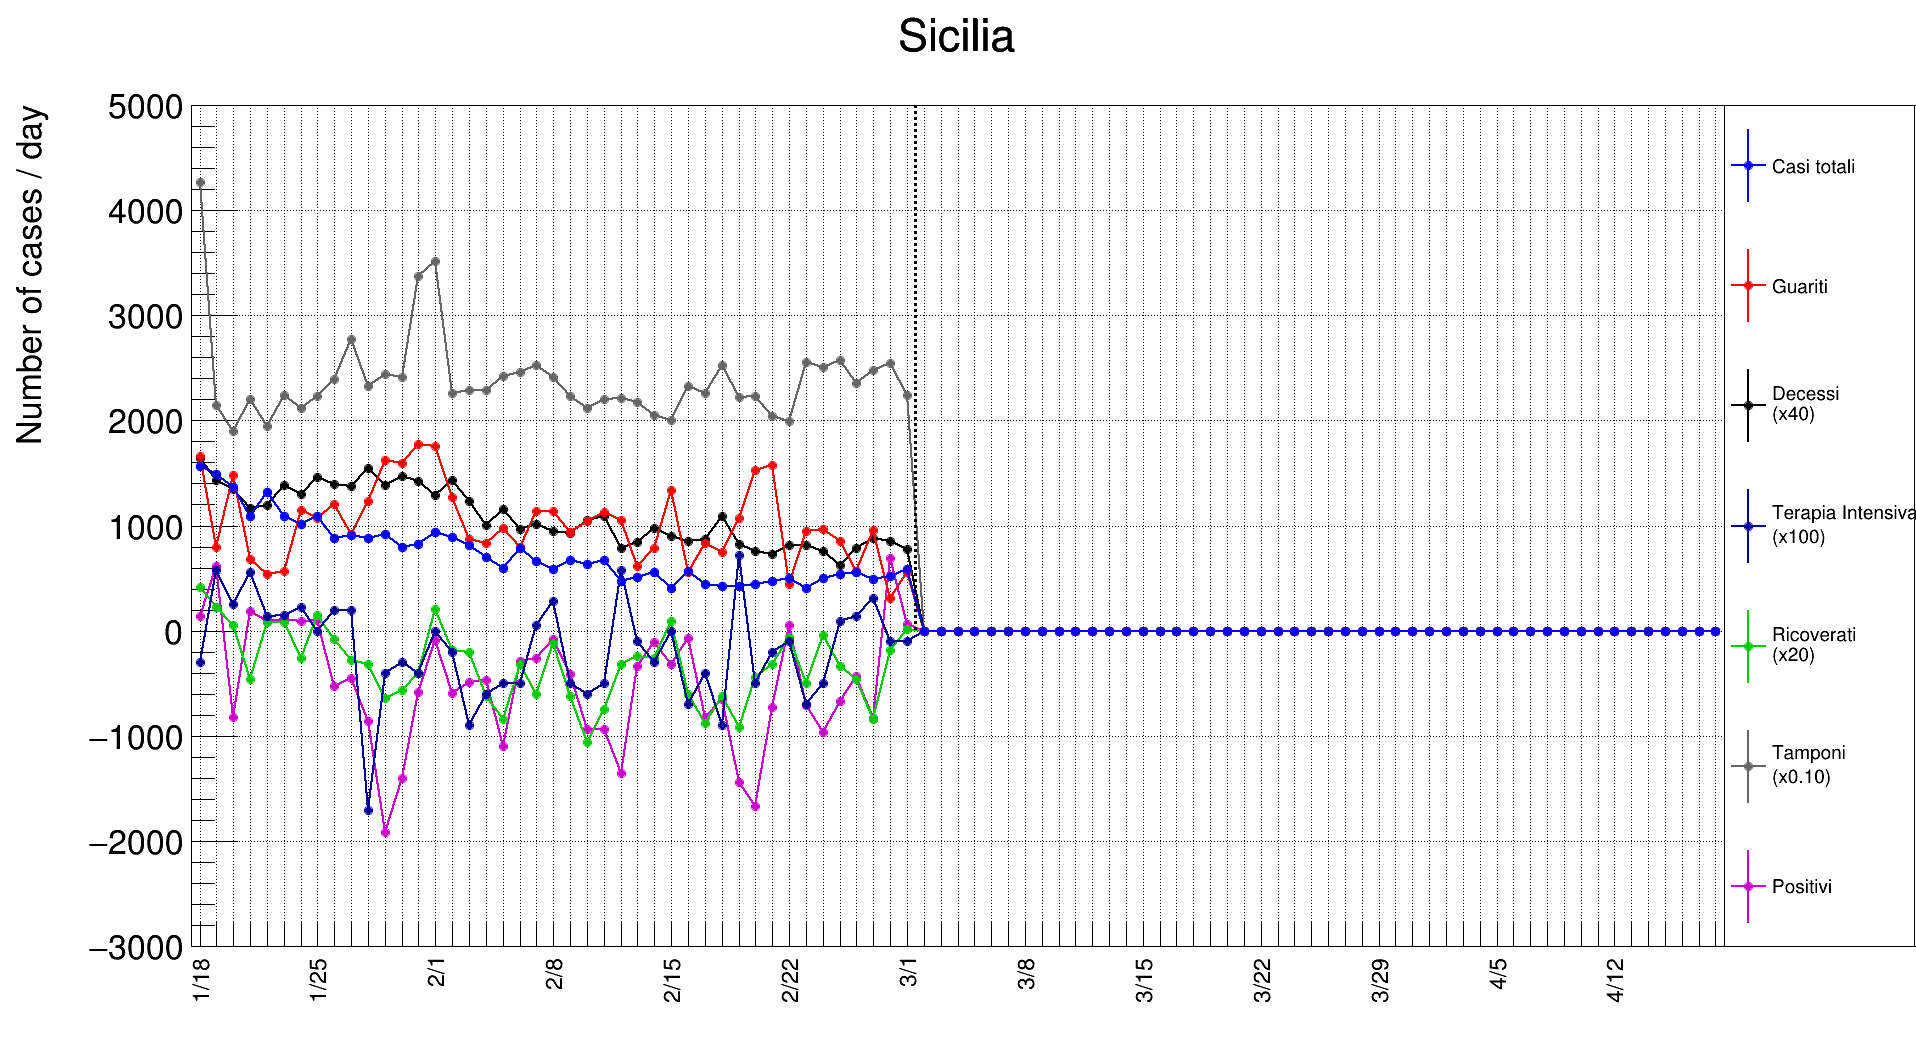 Sicilia
Number of cases / day
5000
4000
3000
2000
1000
0
−1000
−2000
−3000
1/18
1/25
2/1
2/8
2/15
2/22
3/1
3/8
3/15
3/22
3/29
4/5
4/12
Casi totali
Guariti
Decessi
(x40)
Terapia Intensiva
(x100)
Ricoverati
(x20)
Tamponi
(x0.10)
Positivi